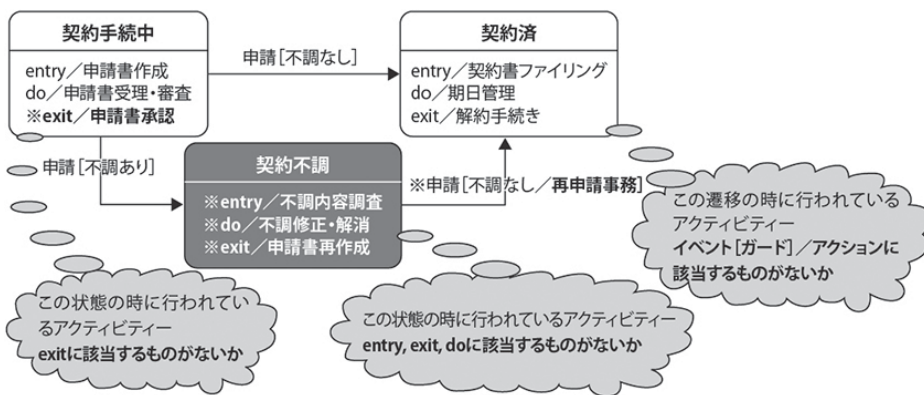 契約手続中
entry／申請書作成
do／申請書受理・審査
※exit／申請書承認
申請［不調なし］
契約済
entry／契約書ファイリング
do／期日管理
exit／解約手続き
申請［不調あり］
契約不調
※entry／不調内容調査
※do／不調修正・解消
※exit／申請書再作成
※申請［不調なし／再申請事務］
この遷移の時に行われている
アクティビティー
イベント［ガード］／アクションに
該当するものがないか
この状態の時に行われてい
るアクティビティー
exitに該当するものがないか
この状態の時に行われているアクティビティー
entry, exit, doに該当するものがないか